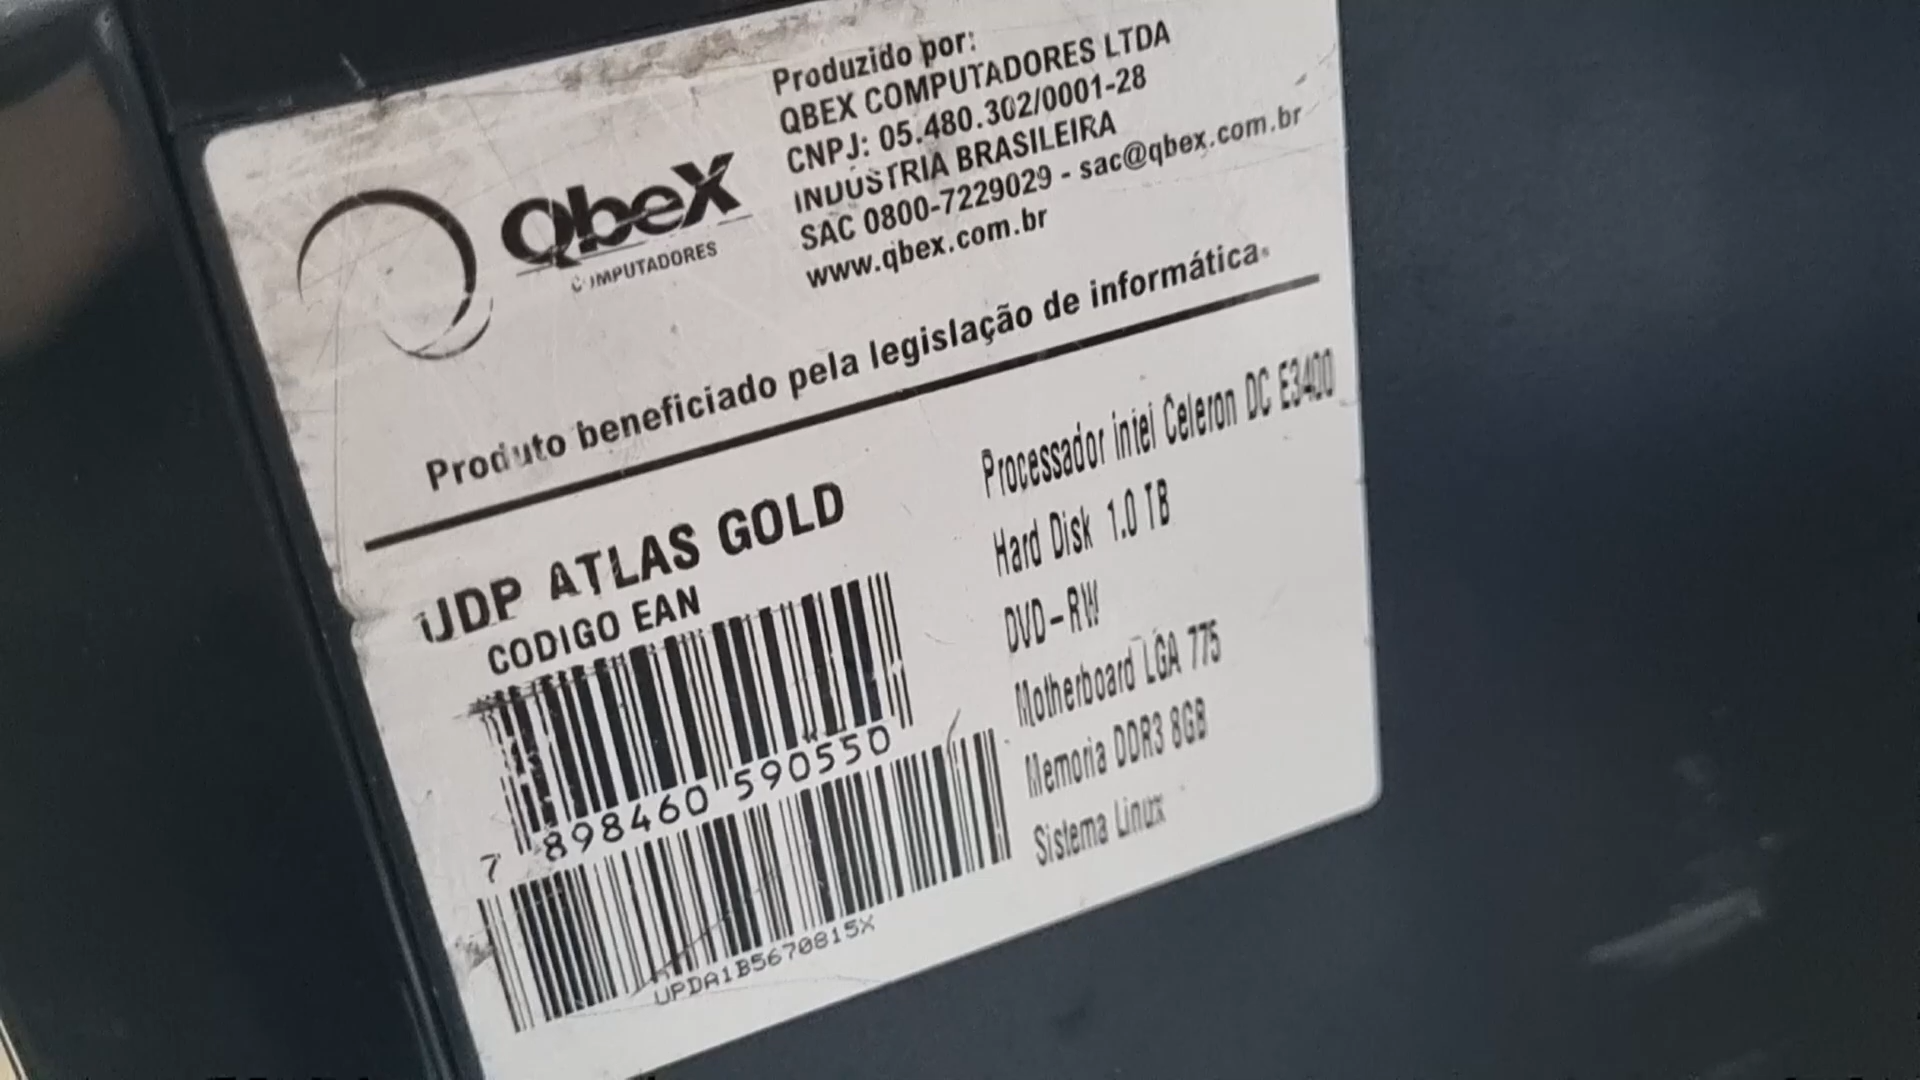 Qbex
COMPUTADORES
Produzido por:
QBEX COMPUTADORES LTDA
CNPJ: 05.480.302/0001-28
INDÚSTRIA BRASILEIRA
SAC 0800-7229029 - sac@qbex.com.br
www.qbex.com.br
Produto beneficiado pela legislação de informática.
UDP ATLAS GOLD
CODIGO EAN
7 898460 590550
UPDA1B5670815X
Processador Intel Celeron DC E3400
Hard Disk 1.0 TB
DVD-RW
Motherboard LGA 775
Memoria DDR3 8GB
Sistema Linux